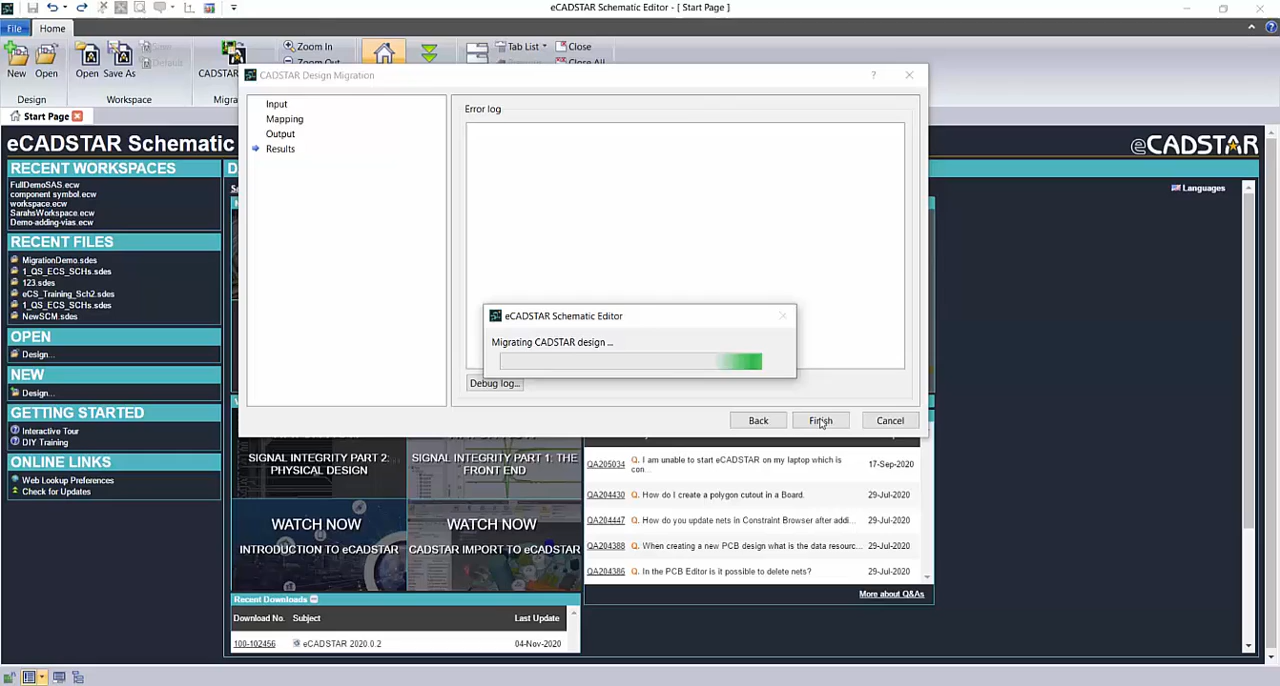 eCADSTAR Schematic Editor - [ Start Page ]
File
Home
New
Open
Design
Open
Save As
Save
Default
Workspace
CADSTAR
Migra
Zoom In
Zoom Out
Tab List
Close
Close All
Start Page
CADSTAR Design Migration
Input
Mapping
Output
Results
Error log
eCADSTAR Schematic Editor
Migrating CADSTAR design ...
Debug log...
Back
Finish
Cancel
eCADSTAR Schematic
eCADSTAR
Languages
RECENT WORKSPACES
FullDemoSAS.ecw
component symbol.ecw
workspace.ecw
SarahsWorkspace.ecw
Demo-adding-vias.ecw
RECENT FILES
MigrationDemo.sdes
1_QS_ECS_SCHs.sdes
123.sdes
eCS_Training_Sch2.sdes
1_QS_ECS_SCHs.sdes
NewSCM.sdes
OPEN
Design...
NEW
Design...
GETTING STARTED
Interactive Tour
DIY Training
ONLINE LINKS
Web Lookup Preferences
Check for Updates
SIGNAL INTEGRITY PART 2:
PHYSICAL DESIGN
SIGNAL INTEGRITY PART 1: THE
FRONT END
WATCH NOW
INTRODUCTION TO eCADSTAR
WATCH NOW
CADSTAR IMPORT TO eCADSTAR
QA205034 Q. I am unable to start eCADSTAR on my laptop which is con... 17-Sep-2020
QA204430 Q. How do I create a polygon cutout in a Board. 29-Jul-2020
QA204447 Q. How do you update nets in Constraint Browser after addi... 29-Jul-2020
QA204388 Q. When creating a new PCB design what is the data resourc... 29-Jul-2020
QA204386 Q. In the PCB Editor is it possible to delete nets? 29-Jul-2020
More about Q&As
Recent Downloads
Download No. Subject Last Update
100-102456 eCADSTAR 2020.0.2 04-Nov-2020